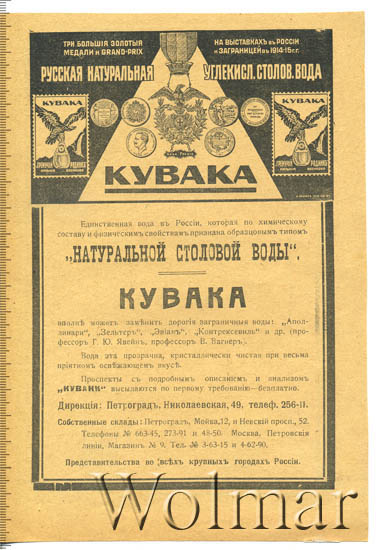 ТРИ БОЛЬШІЯ ЗОЛОТЫЯ
МЕДАЛИ и GRAND-PRIX
НА ВЫСТАВКАХ въ РОССІИ
и ЗАГРАНИЦЕЙ въ 1914-15 г.г.
РУССКАЯ НАТУРАЛЬНАЯ
УГЛЕКИСЛ. СТОЛОВ. ВОДА
КУВАКА
КУВАКА
КУВАКА
Единственная вода въ Россіи, которая по химическому
составу и физическимъ свойствамъ признана образцовымъ типомъ
„НАТУРАЛЬНОЙ СТОЛОВОЙ ВОДЫ“.
КУВАКА
вполнѣ можетъ замѣнить дорогія заграничныя воды: „Апол-
линарисъ“, „Зельтеръ“, „Эвіанъ“, „Контрексевиль“ и др. (про-
фессоръ Г. Ю. Явейнъ, профессоръ В. Вагнеръ).
Вода эта прозрачна, кристаллически чистая при весьма
пріятномъ освѣжающемъ вкусѣ.
Проспекты съ подробнымъ описаніемъ и анализомъ
„КУВАКИ“ высылаются по первому требованію—безплатно.
Дирекція: Петроградъ, Николаевская, 49, телеф. 256-11.
Собственные склады: Петроградъ, Мойка, 12, и Невскій просп., 52.
Телефоны № 663-45, 273-91 и 48-50. Москва, Петровскія
линіи, Магазинъ № 9. Тел. № 3-63-15 и 4-62-90.
Представительства во всѣхъ крупныхъ городахъ Россіи.
Wolmar